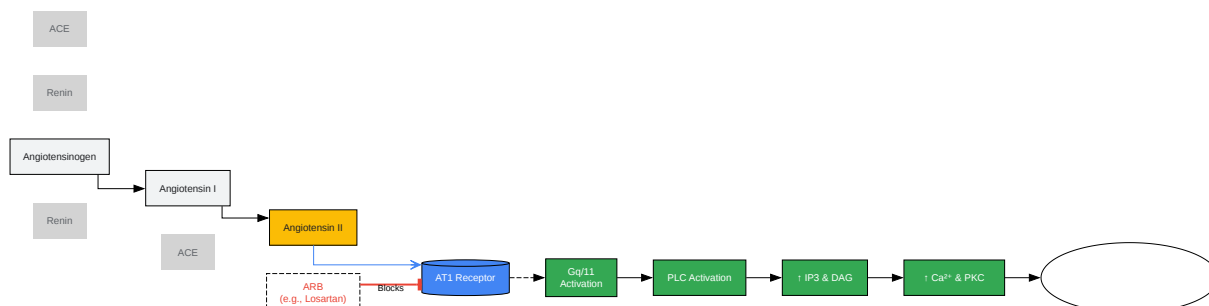 ACE
Renin
Angiotensinogen
Angiotensin I
Renin
Angiotensin II
ACE
AT1 Receptor
Gq/11
Activation
PLC Activation
↑ IP3 & DAG
↑ Ca²⁺ & PKC
ARB
(e.g., Losartan)
Blocks